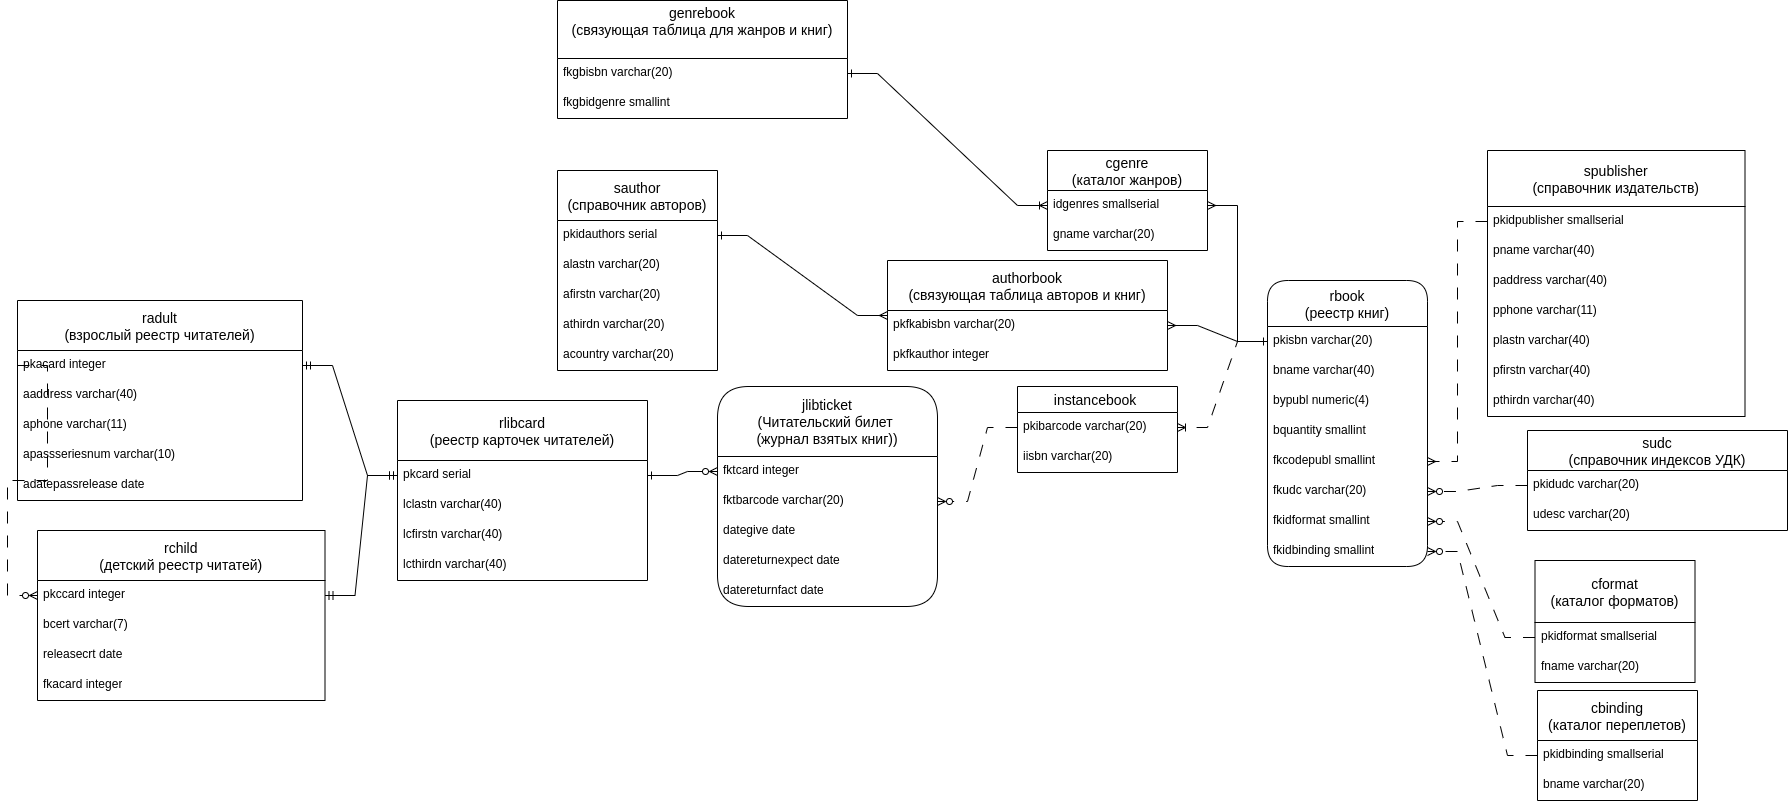 genrebook
(связующая таблица для жанров и книг)
fkgbisbn varchar(20)
fkgbidgenre smallint
sauthor
(справочник авторов)
pkidauthors serial
alastn varchar(20)
afirstn varchar(20)
athirdn varchar(20)
acountry varchar(20)
cgenre
(каталог жанров)
idgenres smallserial
gname varchar(20)
authorbook
(связующая таблица авторов и книг)
pkfkabisbn varchar(20)
pkfkauthor integer
spublisher
(справочник издательств)
pkidpublisher smallserial
pname varchar(40)
paddress varchar(40)
pphone varchar(11)
plastn varchar(40)
pfirstn varchar(40)
pthirdn varchar(40)
rbook
(реестр книг)
pkisbn varchar(20)
bname varchar(40)
bypubl numeric(4)
bquantity smallint
fkcodepubl smallint
fkudc varchar(20)
fkidformat smallint
fkidbinding smallint
radult
(взрослый реестр читателей)
pkacard integer
aaddress varchar(40)
aphone varchar(11)
apassseriesnum varchar(10)
adatepassrelease date
rlibcard
(реестр карточек читателей)
pkcard serial
lclastn varchar(40)
lcfirstn varchar(40)
lcthirdn varchar(40)
jlibticket
(Читательский билет
(журнал взятых книг))
fktcard integer
fktbarcode varchar(20)
dategive date
datereturnexpect date
datereturnfact date
instancebook
pkibarcode varchar(20)
iisbn varchar(20)
sudc
(справочник индексов УДК)
pkidudc varchar(20)
udesc varchar(20)
rchild
(детский реестр читатей)
pkccard integer
bcert varchar(7)
releasecrt date
fkacard integer
cformat
(каталог форматов)
pkidformat smallserial
fname varchar(20)
cbinding
(каталог переплетов)
pkidbinding smallserial
bname varchar(20)